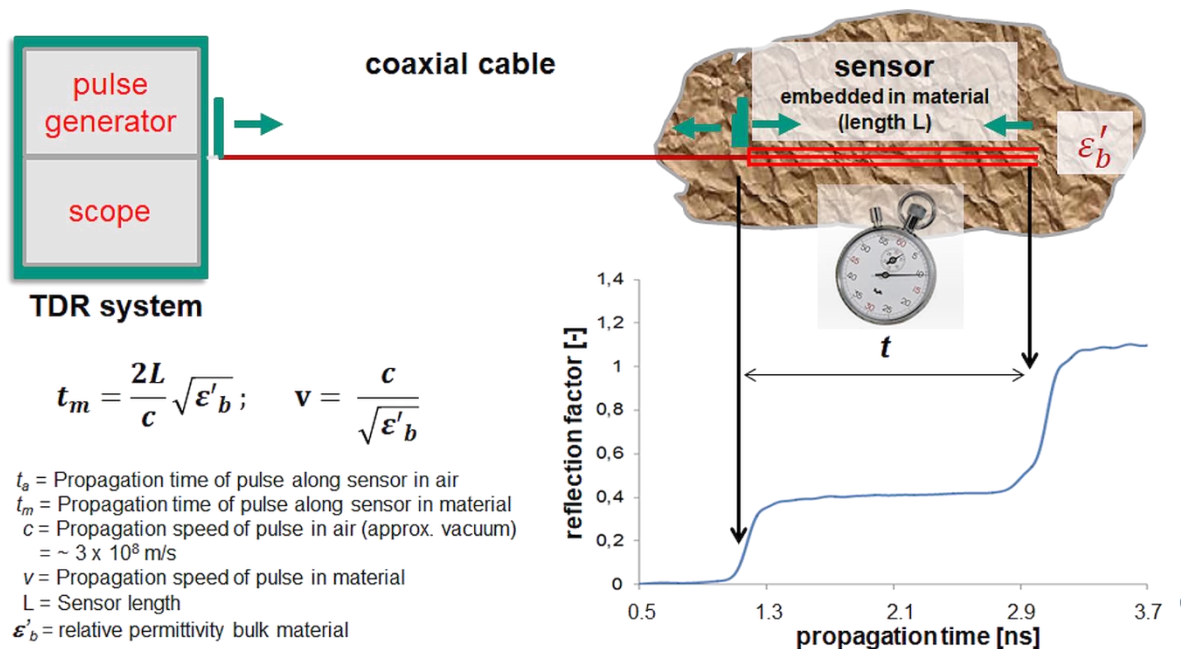 pulse
generator
scope
TDR system
coaxial cable
sensor
embedded in material
(length L)
ε′b
t
tm = 2L/c √ε′b ; v = c/√ε′b
ta = Propagation time of pulse along sensor in air
tm = Propagation time of pulse along sensor in material
c = Propagation speed of pulse in air (approx. vacuum)
= ~ 3 x 10⁸ m/s
v = Propagation speed of pulse in material
L = Sensor length
ε′b = relative permittivity bulk material
reflection factor [-]
1,4
1,2
1
0,8
0,6
0,4
0,2
0
0.5 1.3 2.1 2.9 3.7
propagation time [ns]